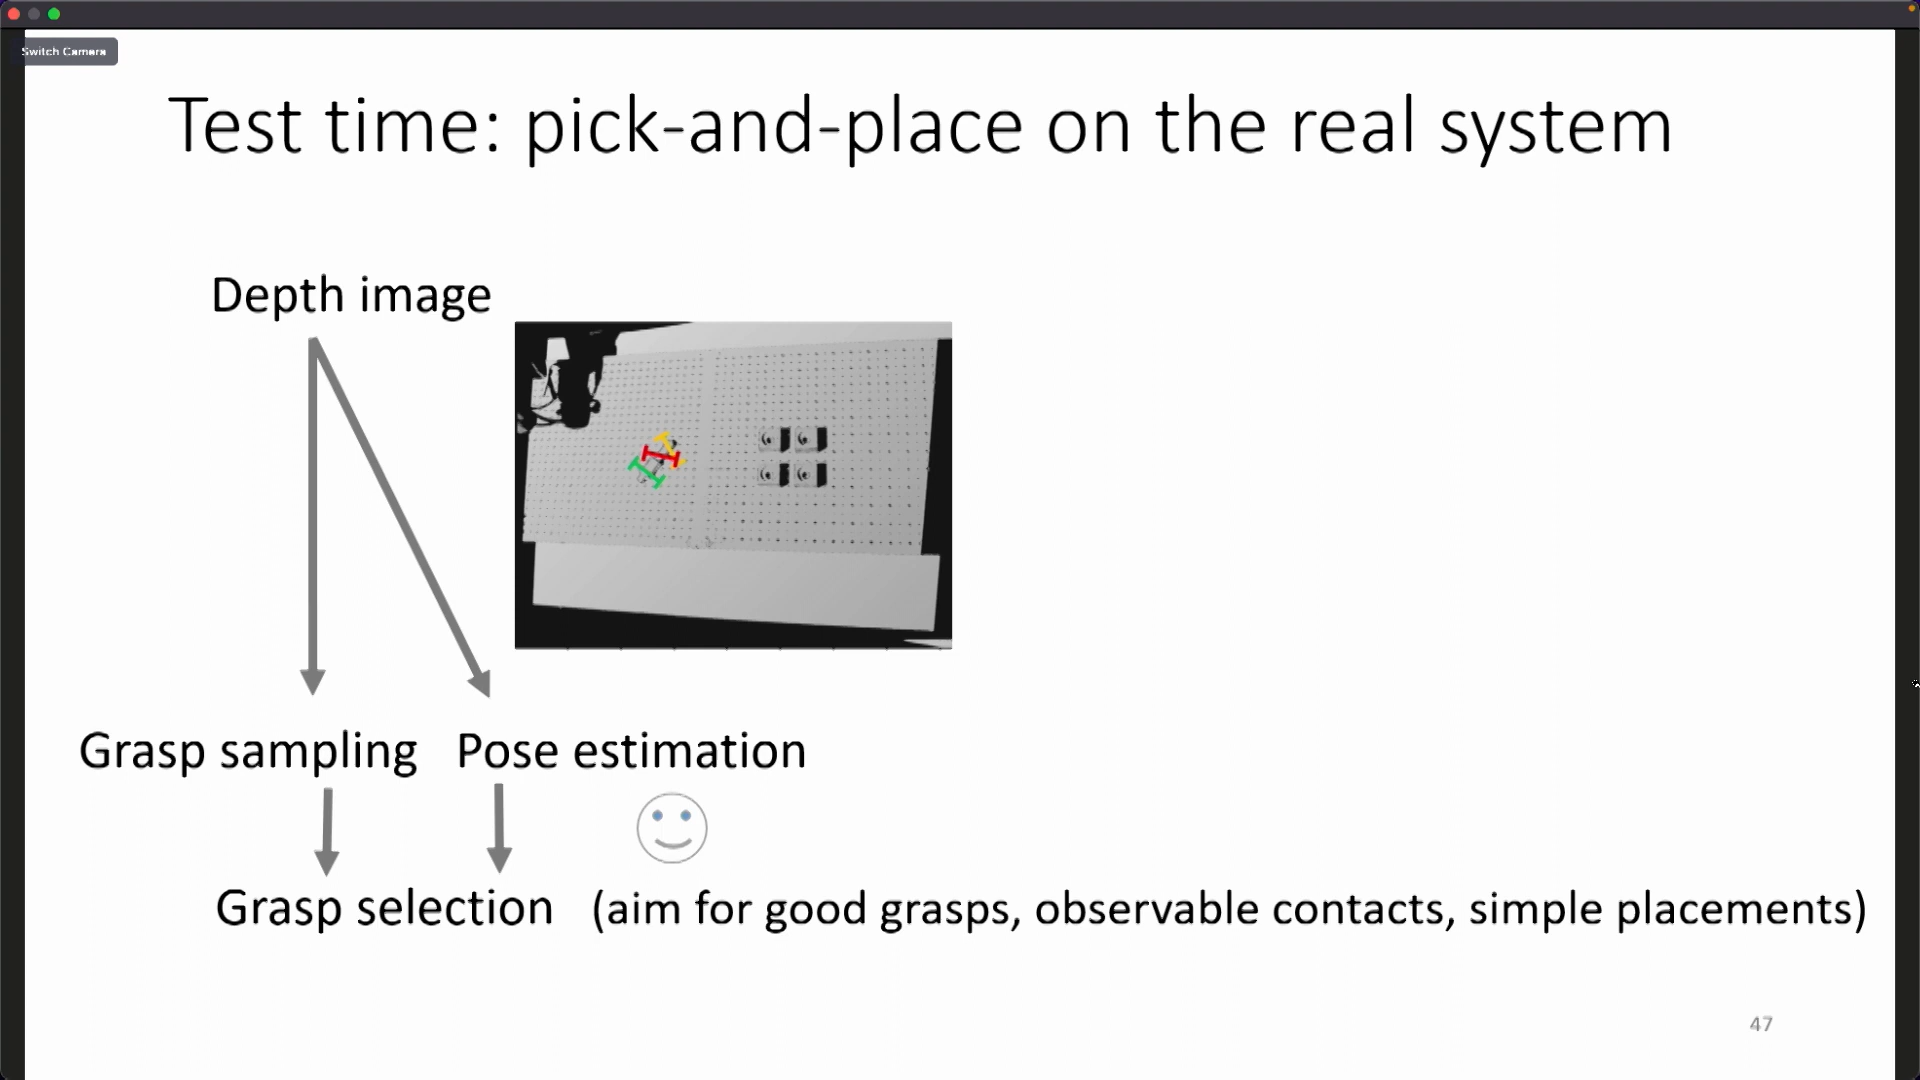 Switch Camera
Test time: pick-and-place on the real system
Depth image
Grasp sampling Pose estimation
Grasp selection (aim for good grasps, observable contacts, simple placements)
47